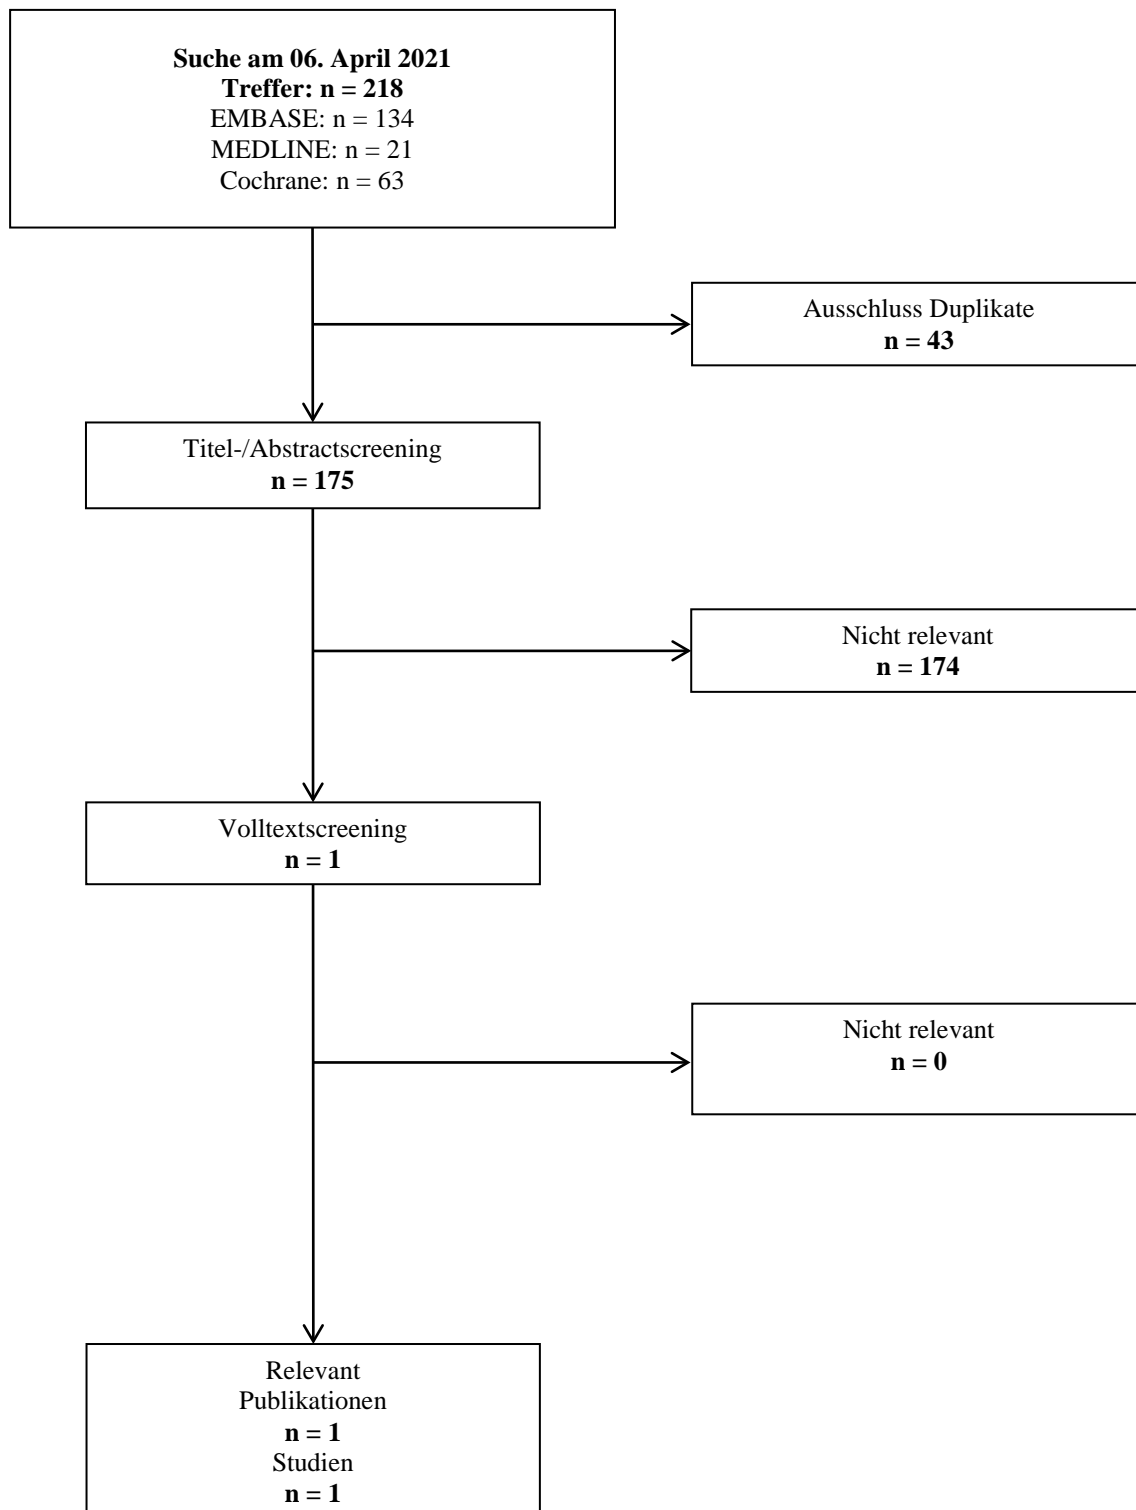 Suche am 06. April 2021
Treffer: n = 218
EMBASE: n = 134
MEDLINE: n = 21
Cochrane: n = 63
Ausschluss Duplikate
n = 43
Titel-/Abstractscreening
n = 175
Nicht relevant
n = 174
Volltextscreening
n = 1
Nicht relevant
n = 0
Relevant
Publikationen
n = 1
Studien
n = 1